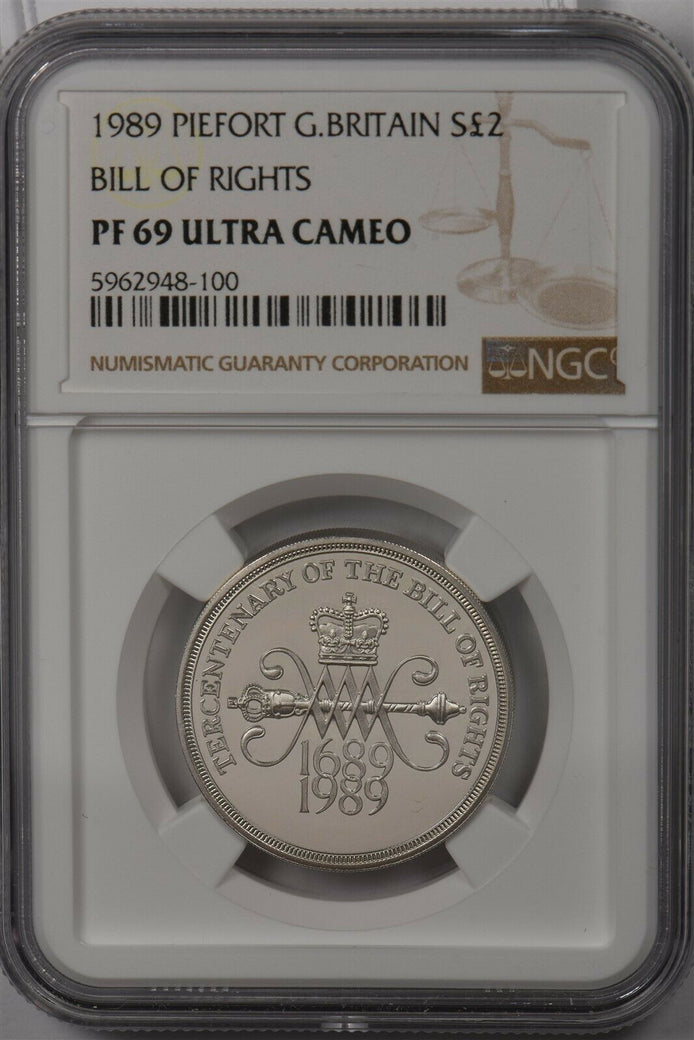 1989 PIEFORT G.BRITAIN S£2
BILL OF RIGHTS
PF 69 ULTRA CAMEO
5962948-100
NUMISMATIC GUARANTY CORPORATION
NGC
TERCENTENARY OF THE BILL OF RIGHTS
1689
1989